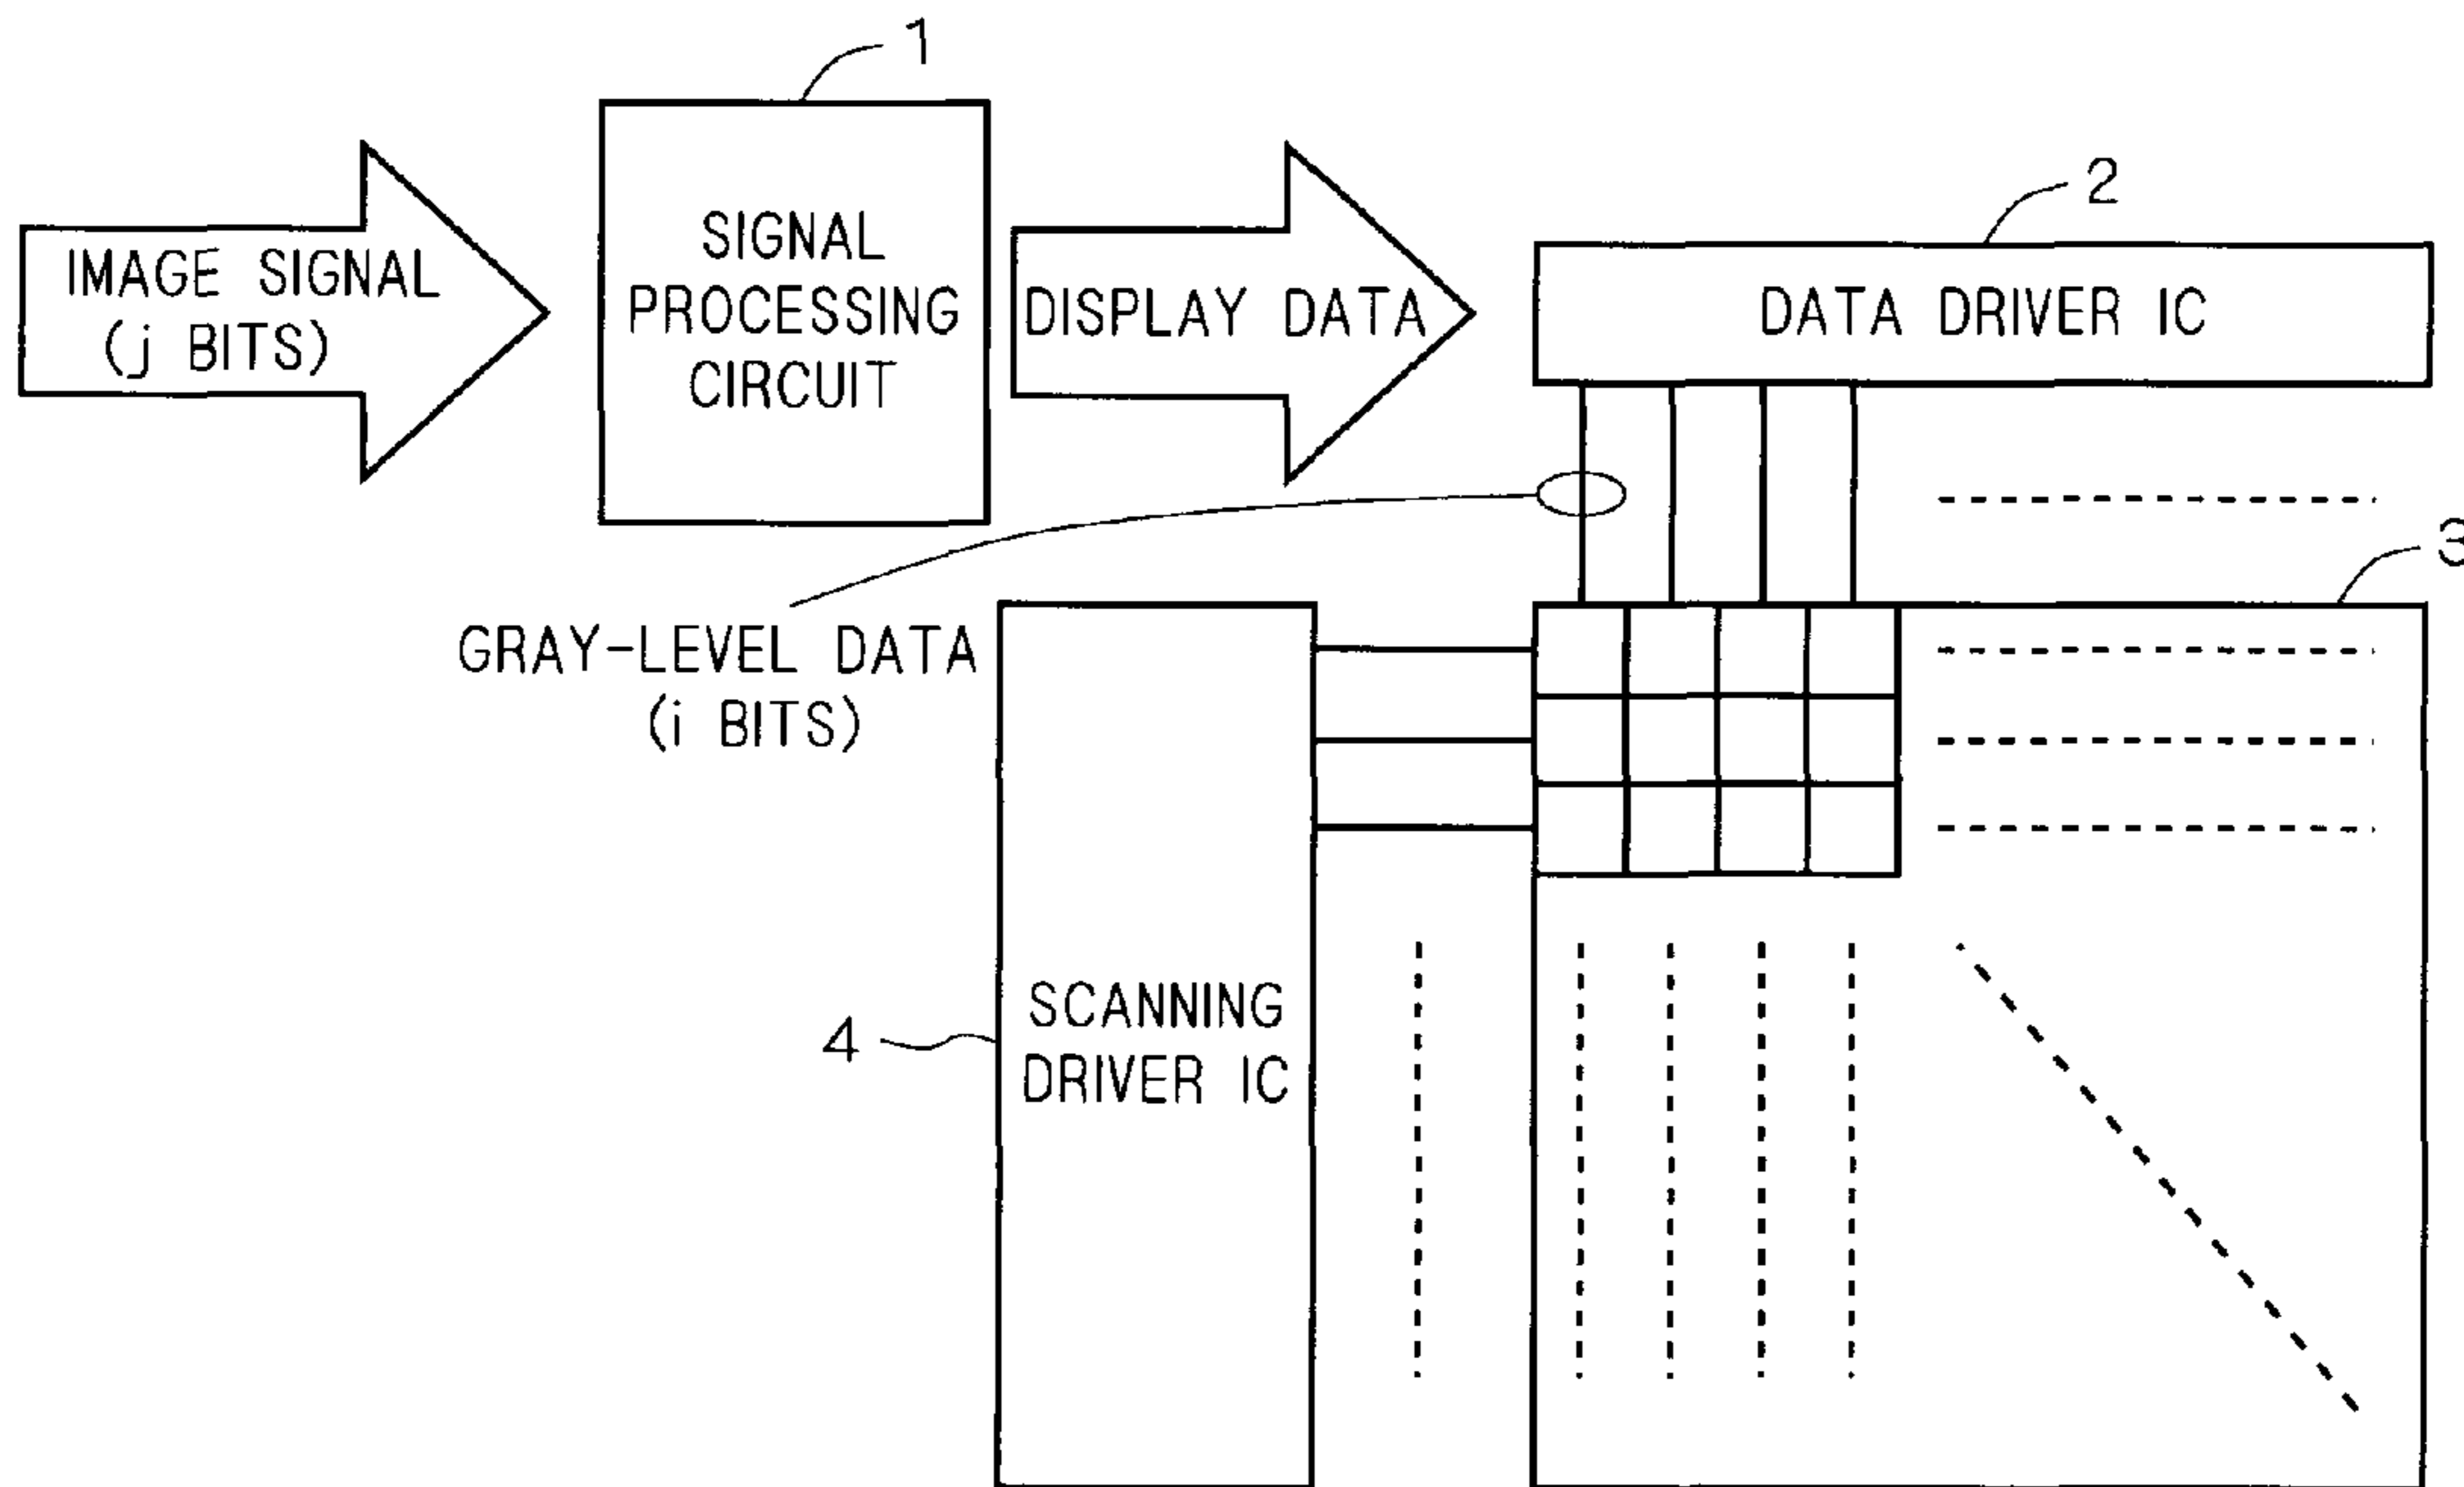 1
IMAGE SIGNAL
(j BITS)
SIGNAL
PROCESSING
CIRCUIT
DISPLAY DATA
2
DATA DRIVER IC
3
GRAY-LEVEL DATA
(i BITS)
4
SCANNING
DRIVER IC